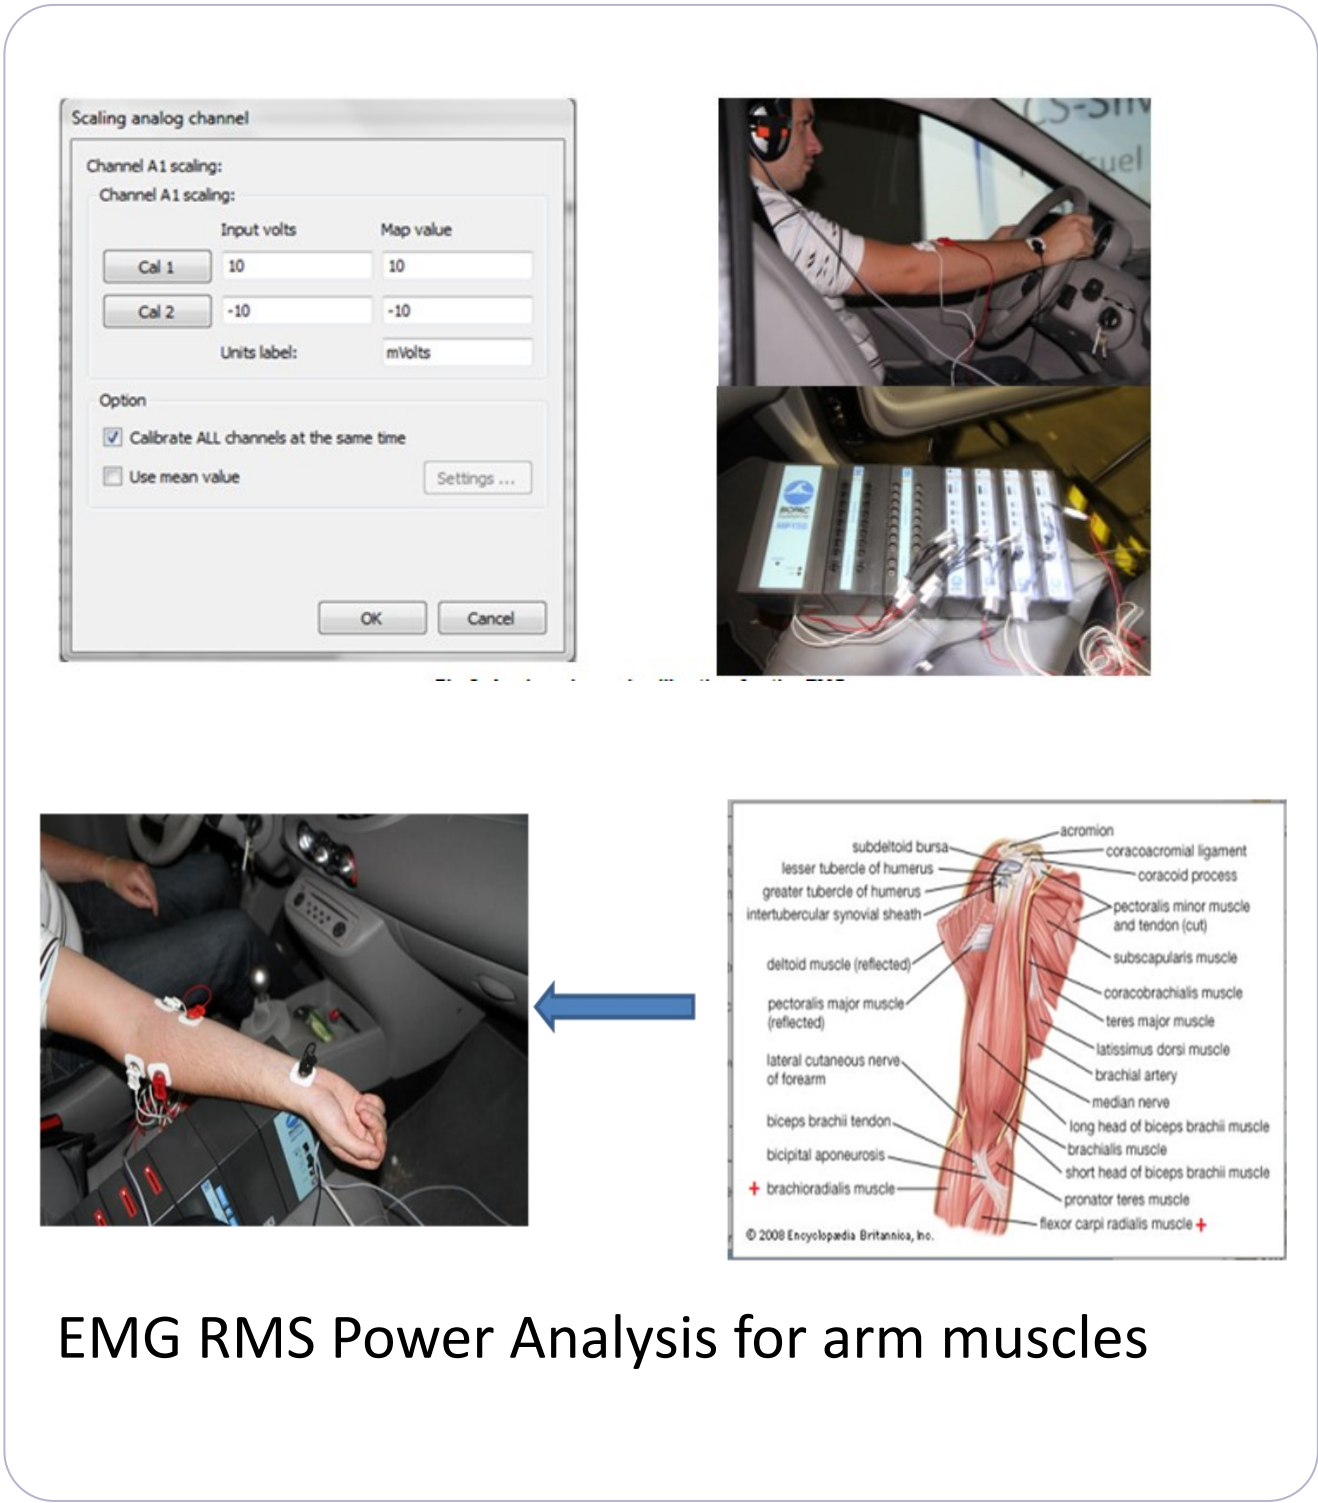 Scaling analog channel
Channel A1 scaling:
Channel A1 scaling:
Input volts Map value
Cal 1 10 10
Cal 2 -10 -10
Units label: mVolts
Option
Calibrate ALL channels at the same time
Use mean value Settings ...
OK Cancel
CS-
uel
BIOPAC
acromion
subdeltoid bursa
coracoacromial ligament
lesser tubercle of humerus
coracoid process
greater tubercle of humerus
pectoralis minor muscle
and tendon (cut)
intertubercular synovial sheath
subscapularis muscle
deltoid muscle (reflected)
coracobrachialis muscle
pectoralis major muscle
(reflected)
teres major muscle
latissimus dorsi muscle
lateral cutaneous nerve
of forearm
brachial artery
median nerve
biceps brachii tendon
long head of biceps brachii muscle
brachialis muscle
bicipital aponeurosis
short head of biceps brachii muscle
+ brachioradialis muscle
pronator teres muscle
flexor carpi radialis muscle +
© 2008 Encyclopædia Britannica, Inc.
EMG RMS Power Analysis for arm muscles